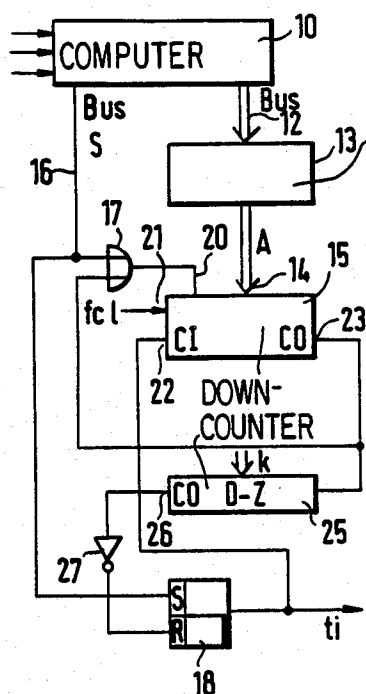 10
COMPUTER
Bus
Bus
12
S
13
16
17
A
21
20
14
15
fcl
CI
CO
23
22
DOWN-
COUNTER
k
CO D-Z
26
25
27
S
R
ti
18